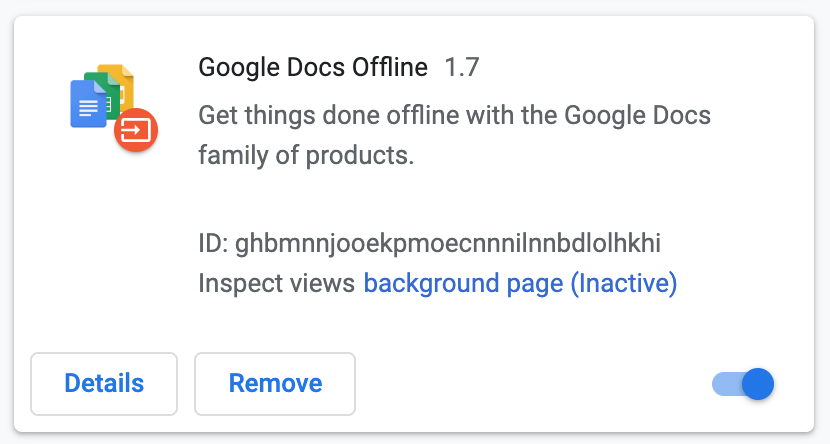 Google Docs Offline 1.7
Get things done offline with the Google Docs
family of products.
ID: ghbmnnjooekpmoecnnnilnnbdlolhkhi
Inspect views background page (Inactive)
Details Remove